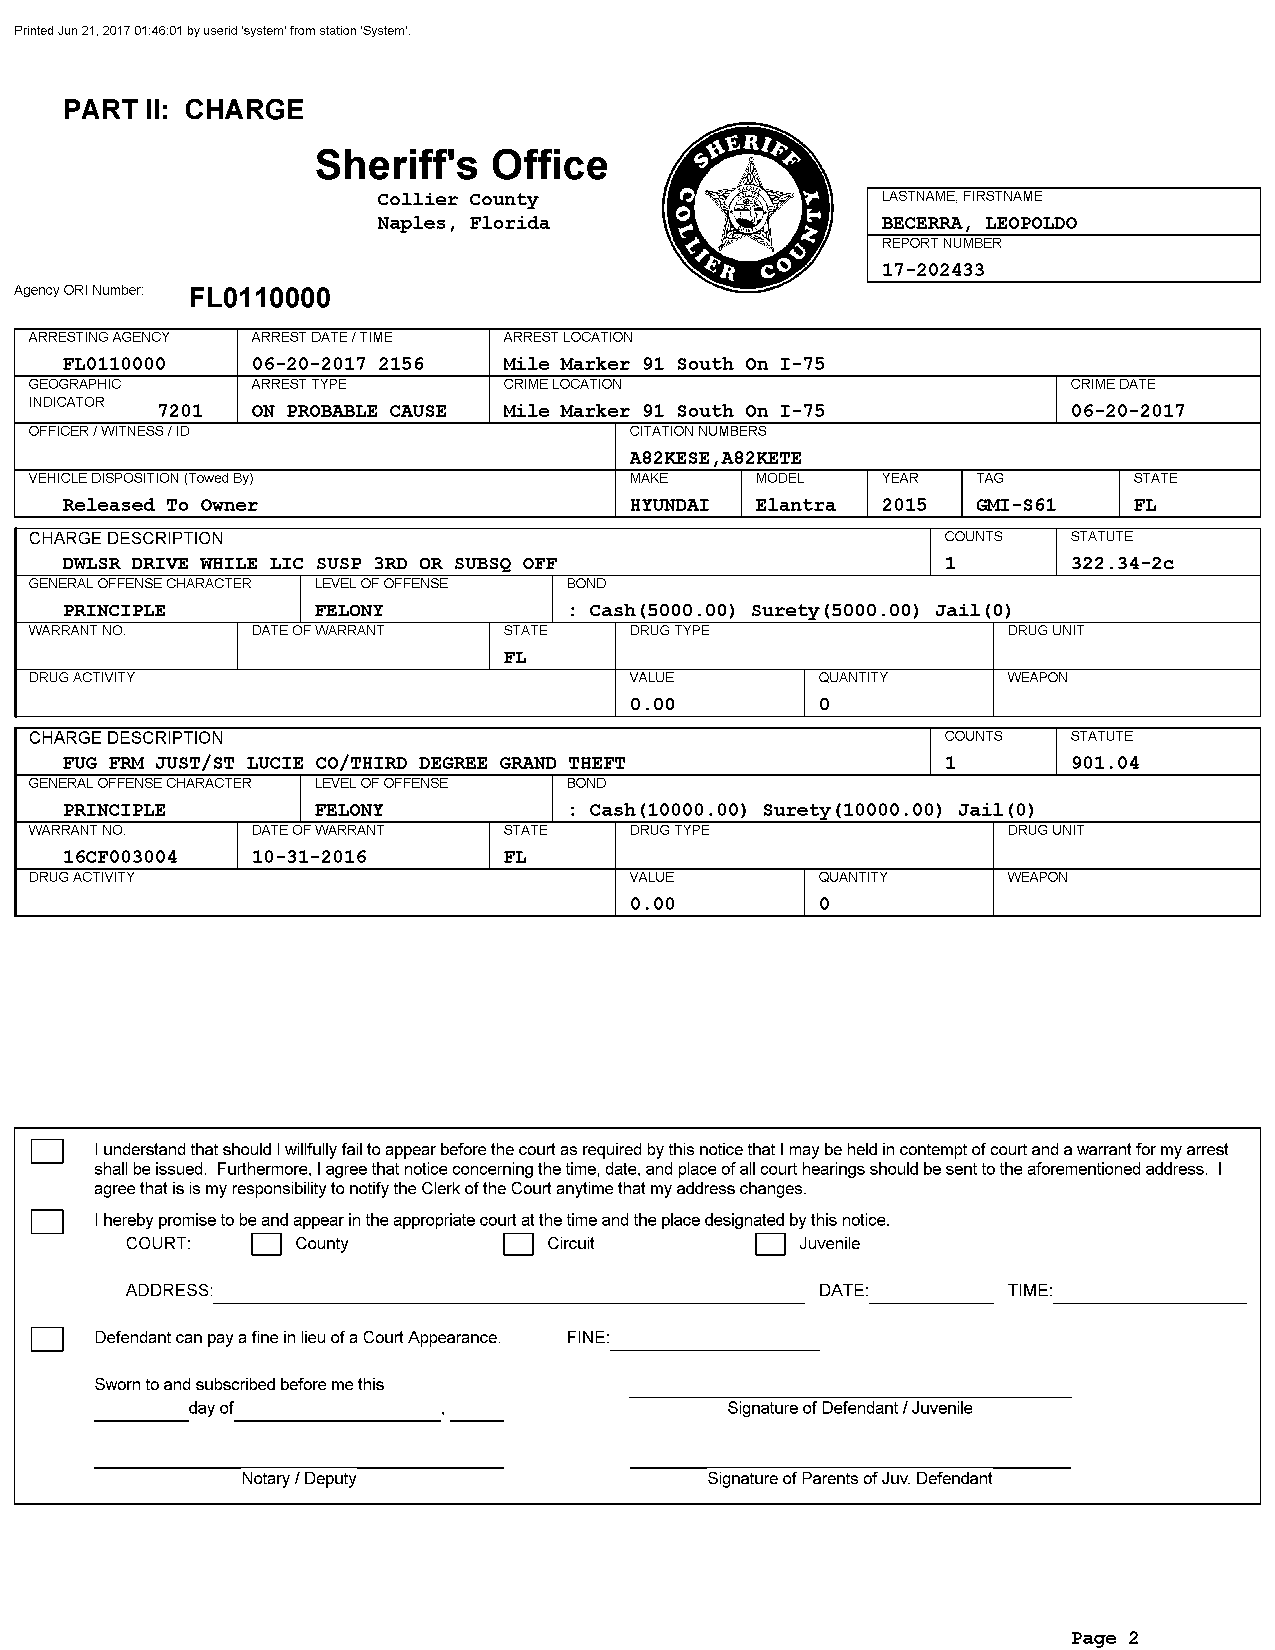 Printed Jun 21, 2017 01:46:01 by userid 'system' from station 'System'.
PART II: CHARGE
Sheriff's Office
Collier County
Naples, Florida
SHERIFF
COLLIER COUNTY
LASTNAME, FIRSTNAME
BECERRA, LEOPOLDO
REPORT NUMBER
17-202433
Agency ORI Number: FL0110000
ARRESTING AGENCY ARREST DATE / TIME ARREST LOCATION
FL0110000 06-20-2017 2156 Mile Marker 91 South On I-75
GEOGRAPHIC ARREST TYPE CRIME LOCATION CRIME DATE
INDICATOR 7201 ON PROBABLE CAUSE Mile Marker 91 South On I-75 06-20-2017
OFFICER / WITNESS / ID CITATION NUMBERS
A82KESE,A82KETE
VEHICLE DISPOSITION (Towed By) MAKE MODEL YEAR TAG STATE
Released To Owner HYUNDAI Elantra 2015 GMI-S61 FL
CHARGE DESCRIPTION COUNTS STATUTE
DWLSR DRIVE WHILE LIC SUSP 3RD OR SUBSQ OFF 1 322.34-2c
GENERAL OFFENSE CHARACTER LEVEL OF OFFENSE BOND
PRINCIPLE FELONY : Cash(5000.00) Surety(5000.00) Jail(0)
WARRANT NO. DATE OF WARRANT STATE DRUG TYPE DRUG UNIT
FL
DRUG ACTIVITY VALUE QUANTITY WEAPON
0.00 0
CHARGE DESCRIPTION COUNTS STATUTE
FUG FRM JUST/ST LUCIE CO/THIRD DEGREE GRAND THEFT 1 901.04
GENERAL OFFENSE CHARACTER LEVEL OF OFFENSE BOND
PRINCIPLE FELONY : Cash(10000.00) Surety(10000.00) Jail(0)
WARRANT NO. DATE OF WARRANT STATE DRUG TYPE DRUG UNIT
16CF003004 10-31-2016 FL
DRUG ACTIVITY VALUE QUANTITY WEAPON
0.00 0
I understand that should I willfully fail to appear before the court as required by this notice that I may be held in contempt of court and a warrant for my arrest
shall be issued. Furthermore, I agree that notice concerning the time, date, and place of all court hearings should be sent to the aforementioned address. I
agree that is is my responsibility to notify the Clerk of the Court anytime that my address changes.
I hereby promise to be and appear in the appropriate court at the time and the place designated by this notice.
COURT: County Circuit Juvenile
ADDRESS: DATE: TIME:
Defendant can pay a fine in lieu of a Court Appearance. FINE:
Sworn to and subscribed before me this
day of , Signature of Defendant / Juvenile
Notary / Deputy Signature of Parents of Juv. Defendant
Page 2